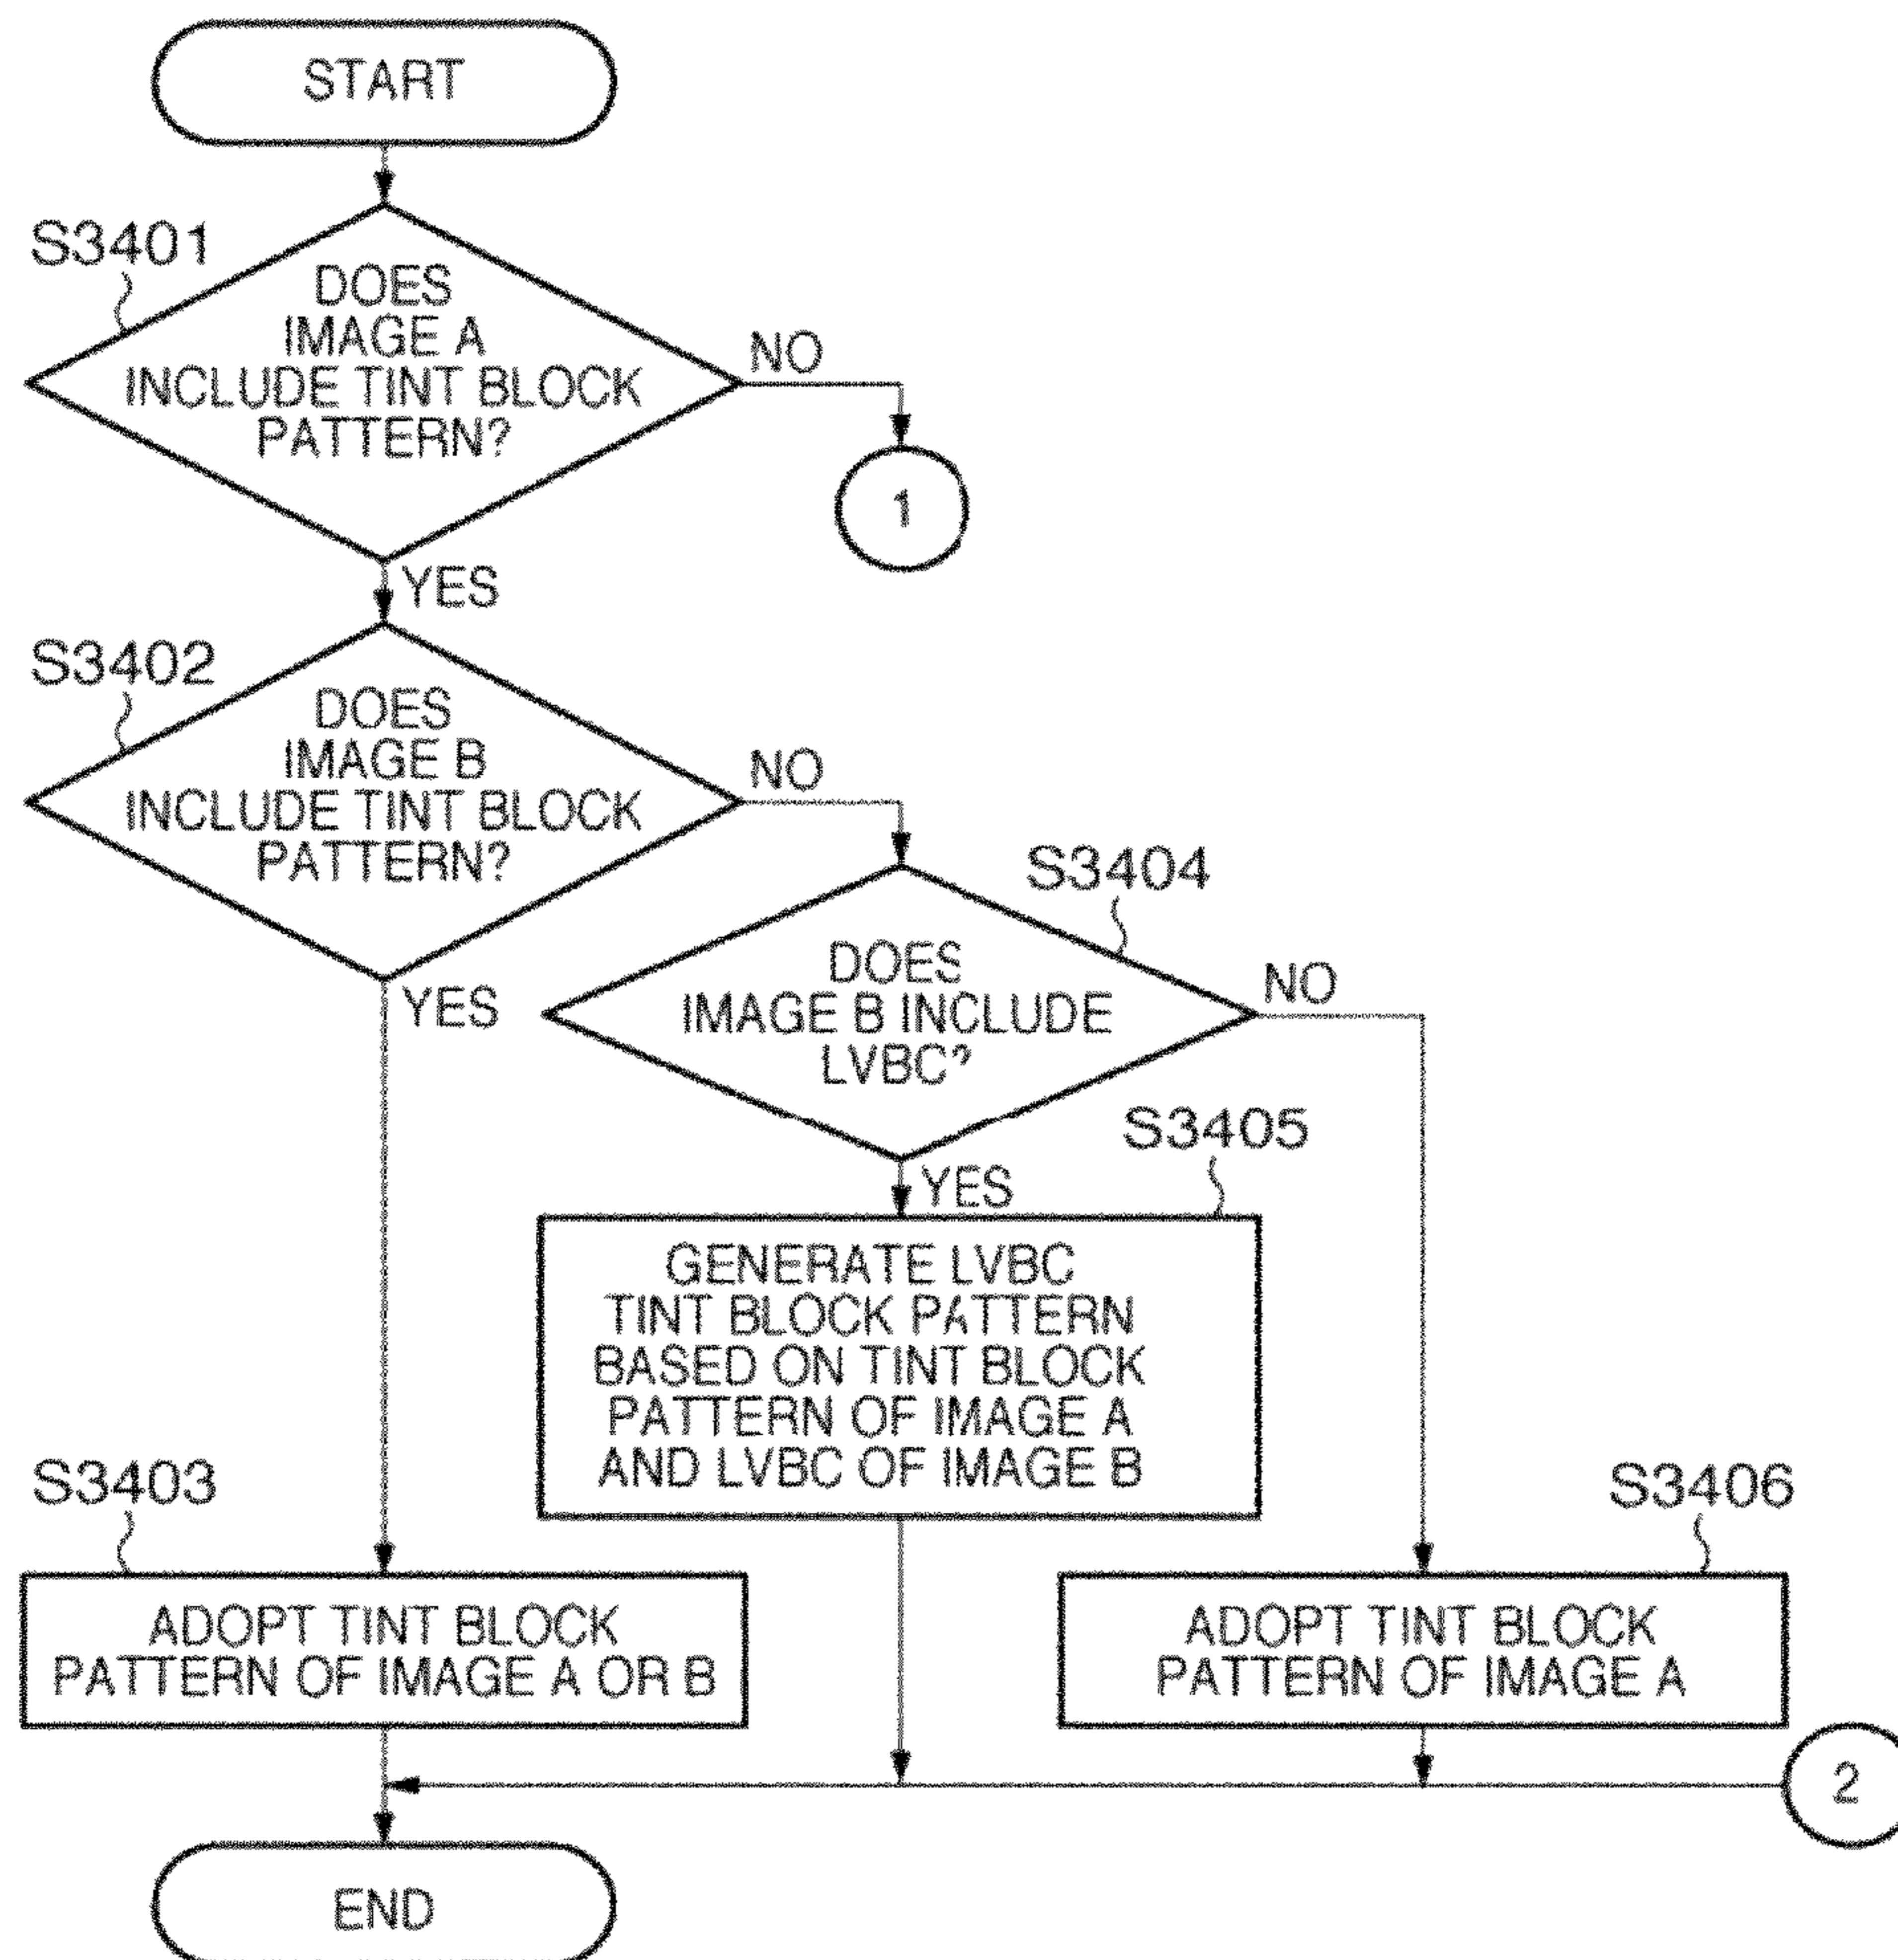 START
S3401
DOES
IMAGE A
INCLUDE TINT BLOCK
PATTERN?
NO
1
YES
S3402
DOES
IMAGE B
INCLUDE TINT BLOCK
PATTERN?
NO
YES
S3404
DOES
IMAGE B INCLUDE
LVBC?
NO
YES
S3405
GENERATE LVBC
TINT BLOCK PATTERN
BASED ON TINT BLOCK
PATTERN OF IMAGE A
AND LVBC OF IMAGE B
S3403
ADOPT TINT BLOCK
PATTERN OF IMAGE A OR B
S3406
ADOPT TINT BLOCK
PATTERN OF IMAGE A
2
END